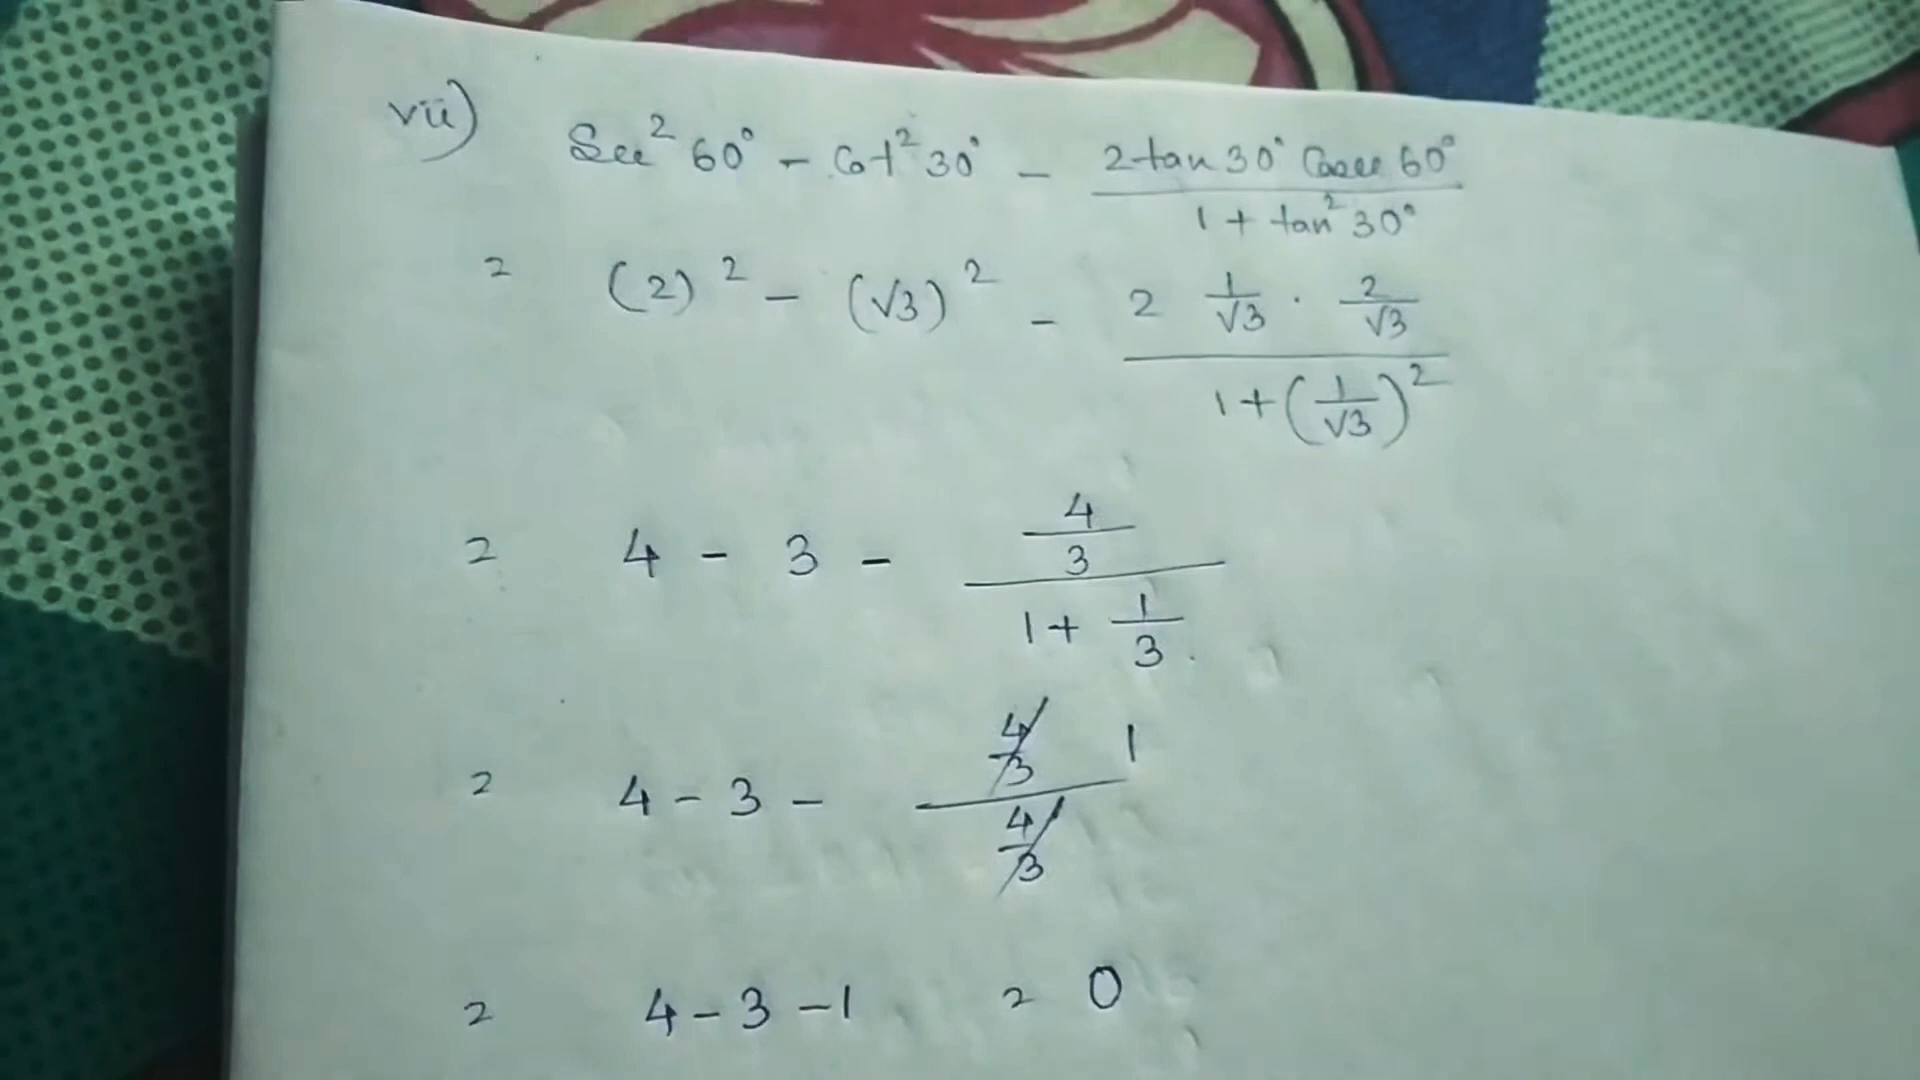 vii) Sec² 60° - Cot² 30° - (2 tan 30° Cosec 60°)/(1 + tan² 30°)
= (2)² - (√3)² - (2 1/√3 · 2/√3)/(1 + (1/√3)²)
= 4 - 3 - (4/3)/(1 + 1/3)
= 4 - 3 - (4/3)/(4/3) 1
= 4 - 3 - 1 = 0